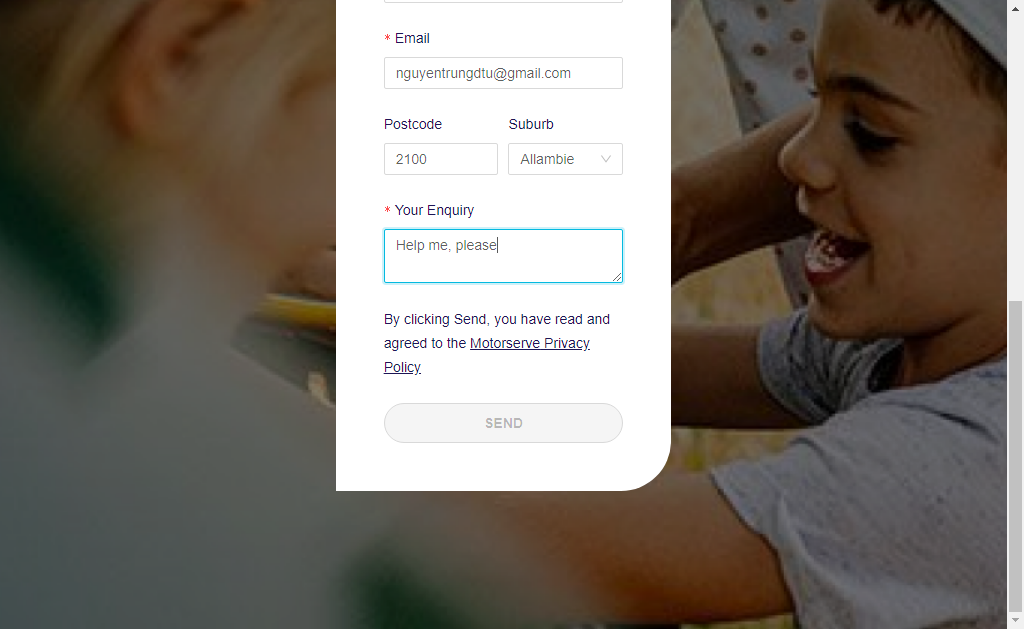 * Email
nguyentrungdtu@gmail.com
Postcode Suburb
2100 Allambie
* Your Enquiry
Help me, please
By clicking Send, you have read and
agreed to the Motorserve Privacy
Policy
SEND